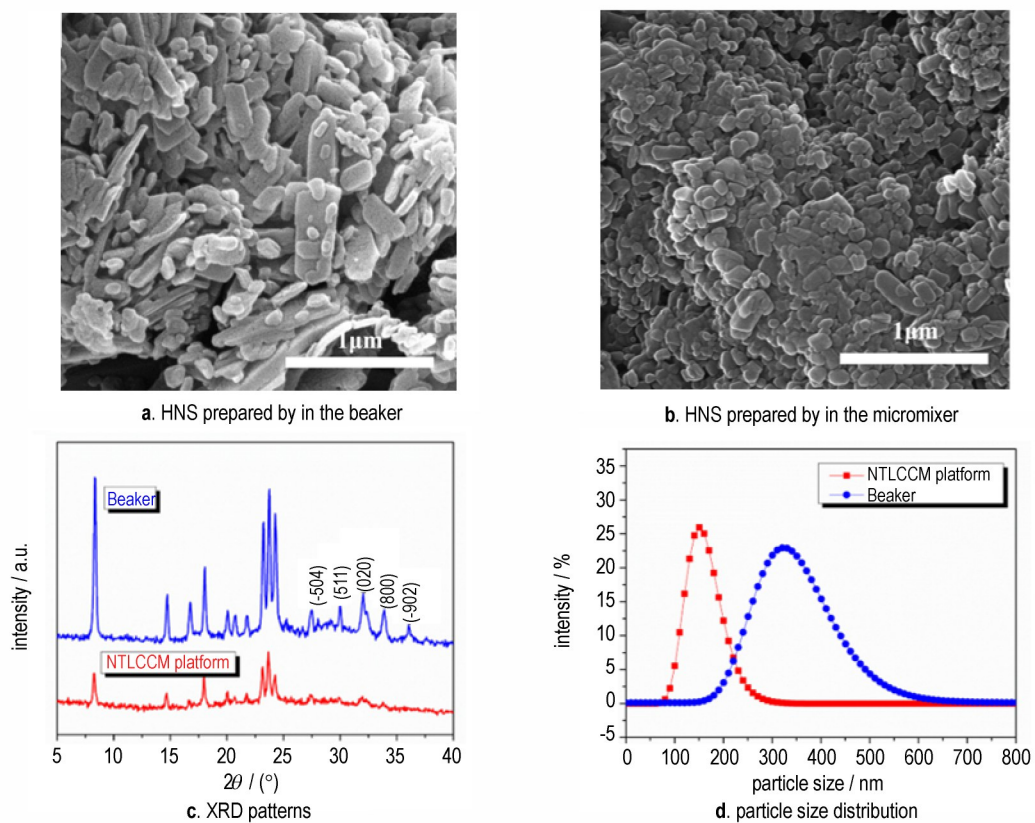 1μm
1μm
a. HNS prepared by in the beaker
b. HNS prepared by in the micromixer
intensity / a.u.
Beaker
NTLCCM platform
(-504)
(511)
(020)
(800)
(-902)
5 10 15 20 25 30 35 40
2θ / (°)
c. XRD patterns
intensity / %
35
30
25
20
15
10
5
0
-5
NTLCCM platform
Beaker
0 100 200 300 400 500 600 700 800
particle size / nm
d. particle size distribution